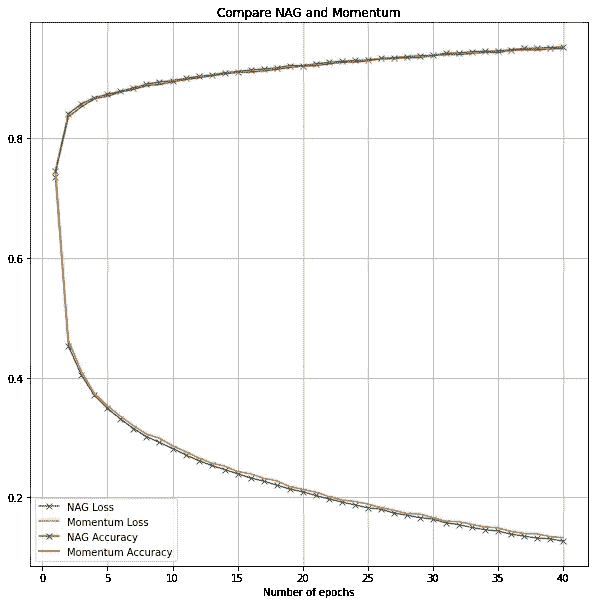 Compare NAG and Momentum
0.8
0.6
0.4
0.2
NAG Loss
Momentum Loss
NAG Accuracy
Momentum Accuracy
0 5 10 15 20 25 30 35 40
Number of epochs